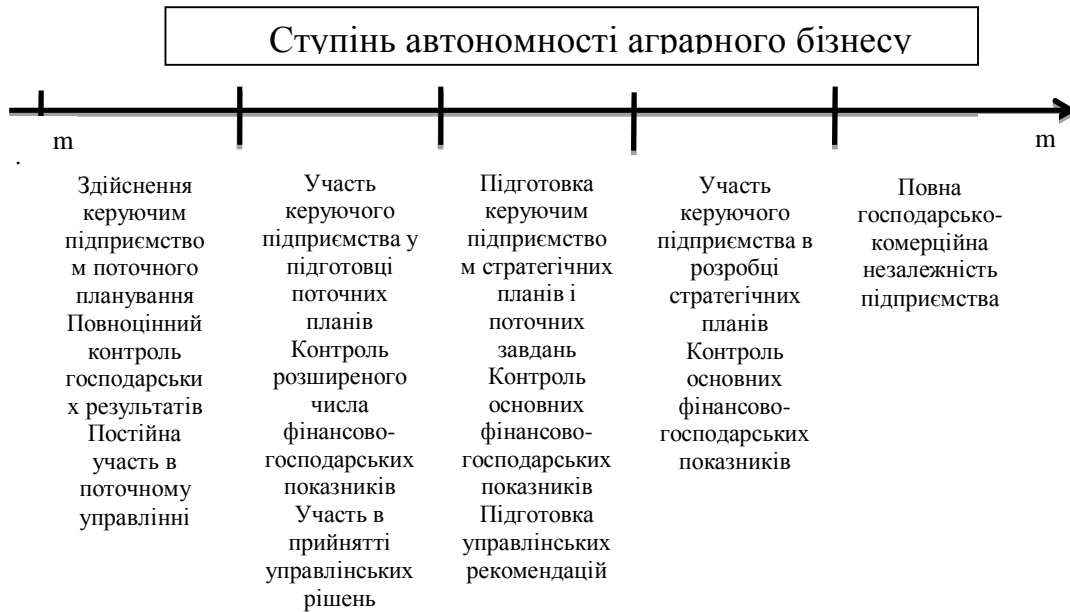 Ступінь автономності аграрного бізнесу
m
m
.
Здійснення
керуючим
підприємство
м поточного
планування
Повноцінний
контроль
господарськи
х результатів
Постійна
участь в
поточному
управлінні
Участь
керуючого
підприємства у
підготовці
поточних
планів
Контроль
розширеного
числа
фінансово-
господарських
показників
Участь в
прийнятті
управлінських
рішень
Підготовка
керуючим
підприємство
м стратегічних
планів і
поточних
завдань
Контроль
основних
фінансово-
господарських
показників
Підготовка
управлінських
рекомендацій
Участь
керуючого
підприємства в
розробці
стратегічних
планів
Контроль
основних
фінансово-
господарських
показників
Повна
господарсько-
комерційна
незалежність
підприємства